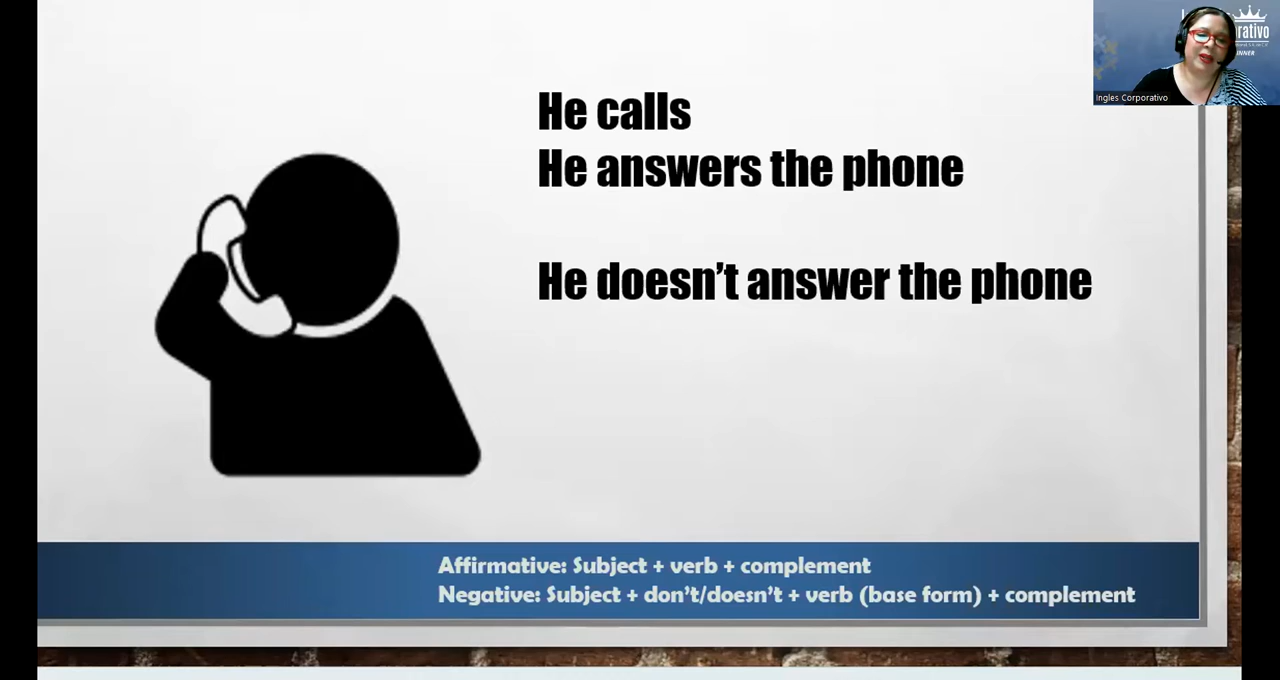 He calls
He answers the phone
He doesn’t answer the phone
Affirmative: Subject + verb + complement
Negative: Subject + don’t/doesn’t + verb (base form) + complement
Ingles Corporativo